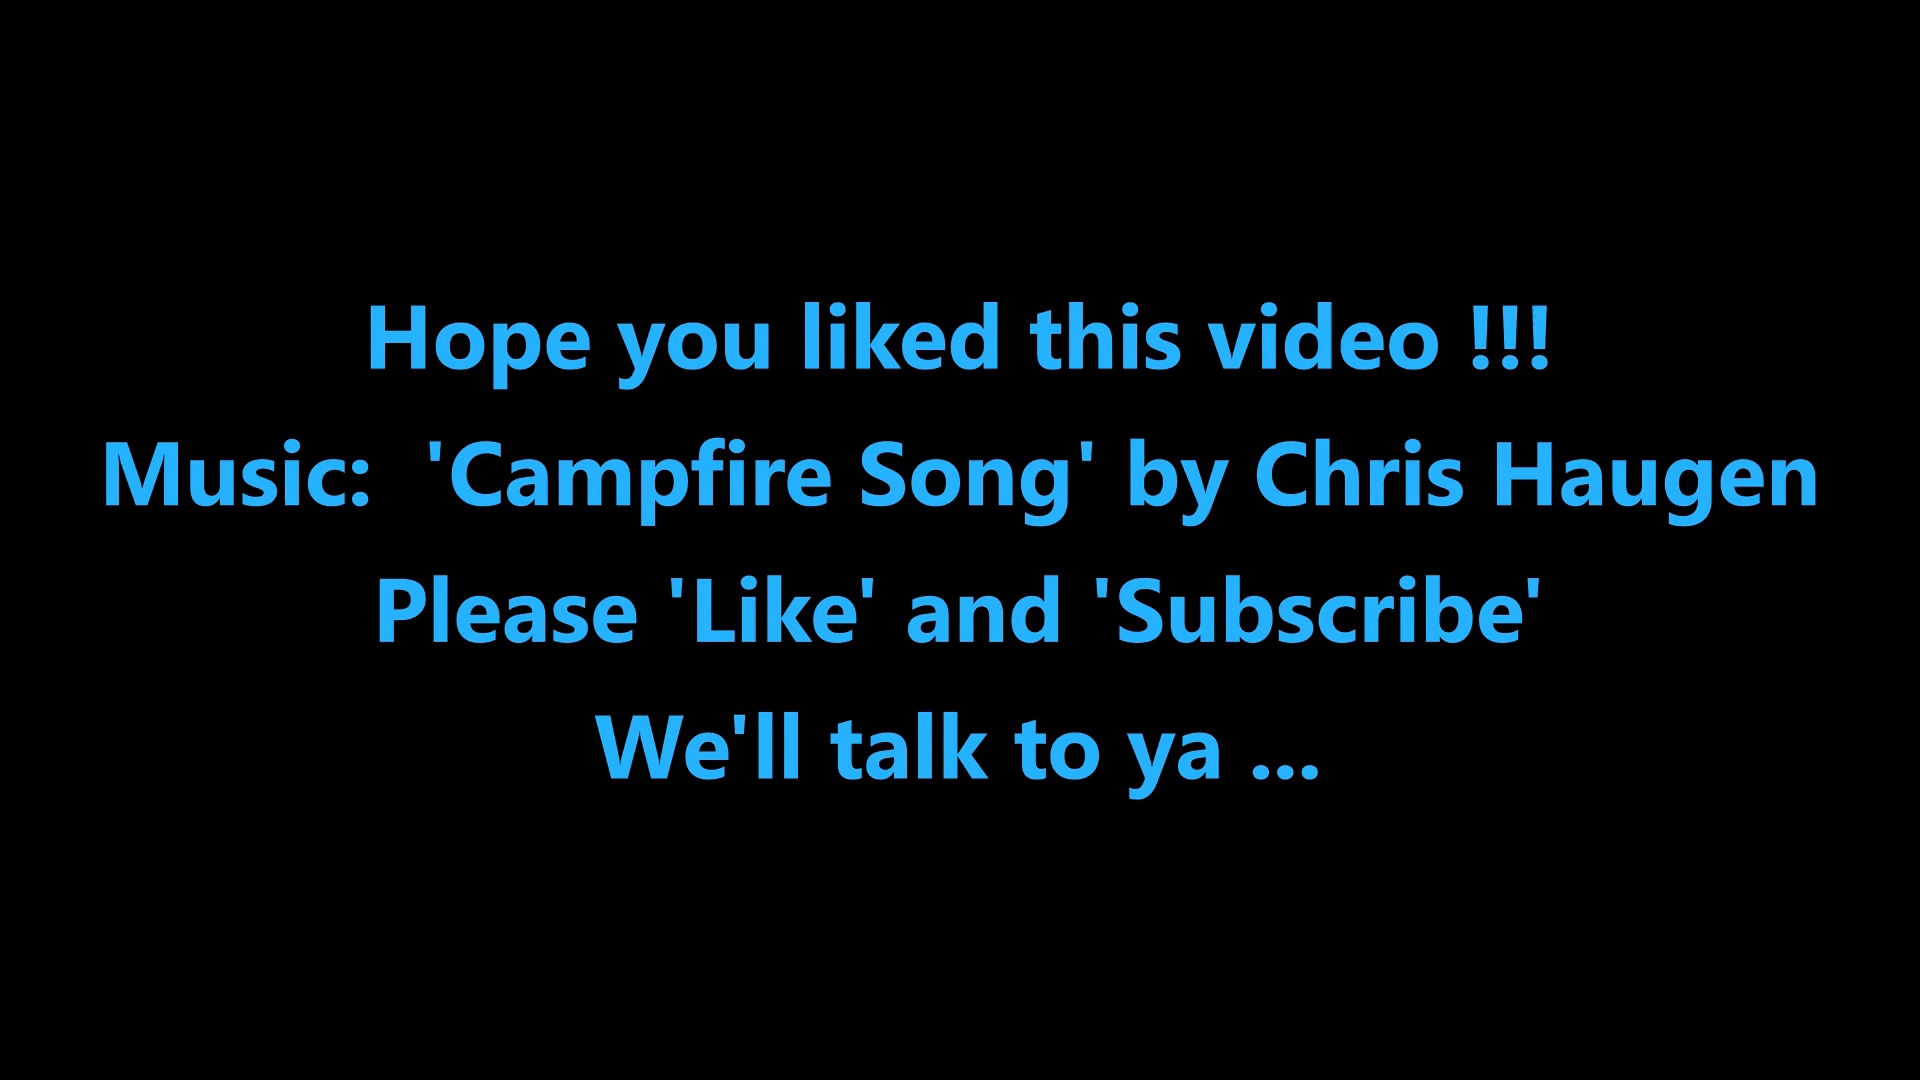 Hope you liked this video !!!
Music:  'Campfire Song' by Chris Haugen
Please 'Like' and 'Subscribe'
We'll talk to ya ...